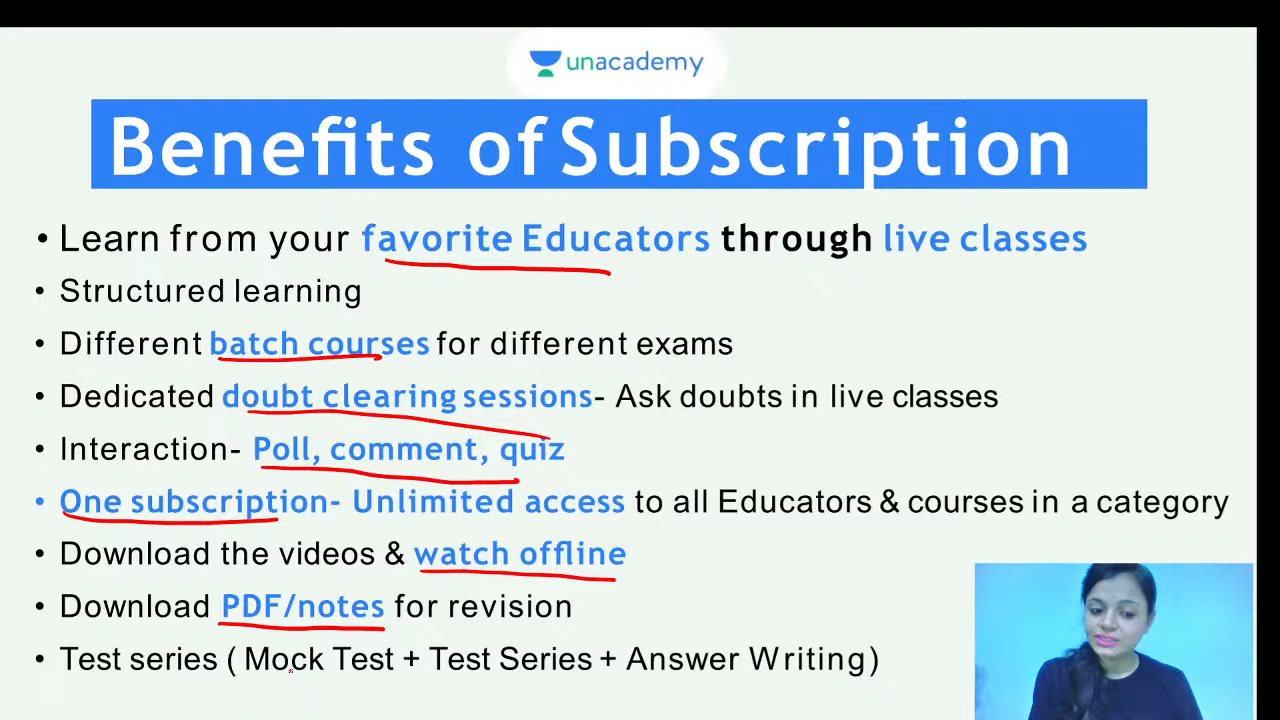 unacademy
Benefits of Subscription
• Learn from your favorite Educators through live classes
• Structured learning
• Different batch courses for different exams
• Dedicated doubt clearing sessions- Ask doubts in live classes
• Interaction- Poll, comment, quiz
• One subscription- Unlimited access to all Educators & courses in a category
• Download the videos & watch offline
• Download PDF/notes for revision
• Test series ( Mock Test + Test Series + Answer Writing)